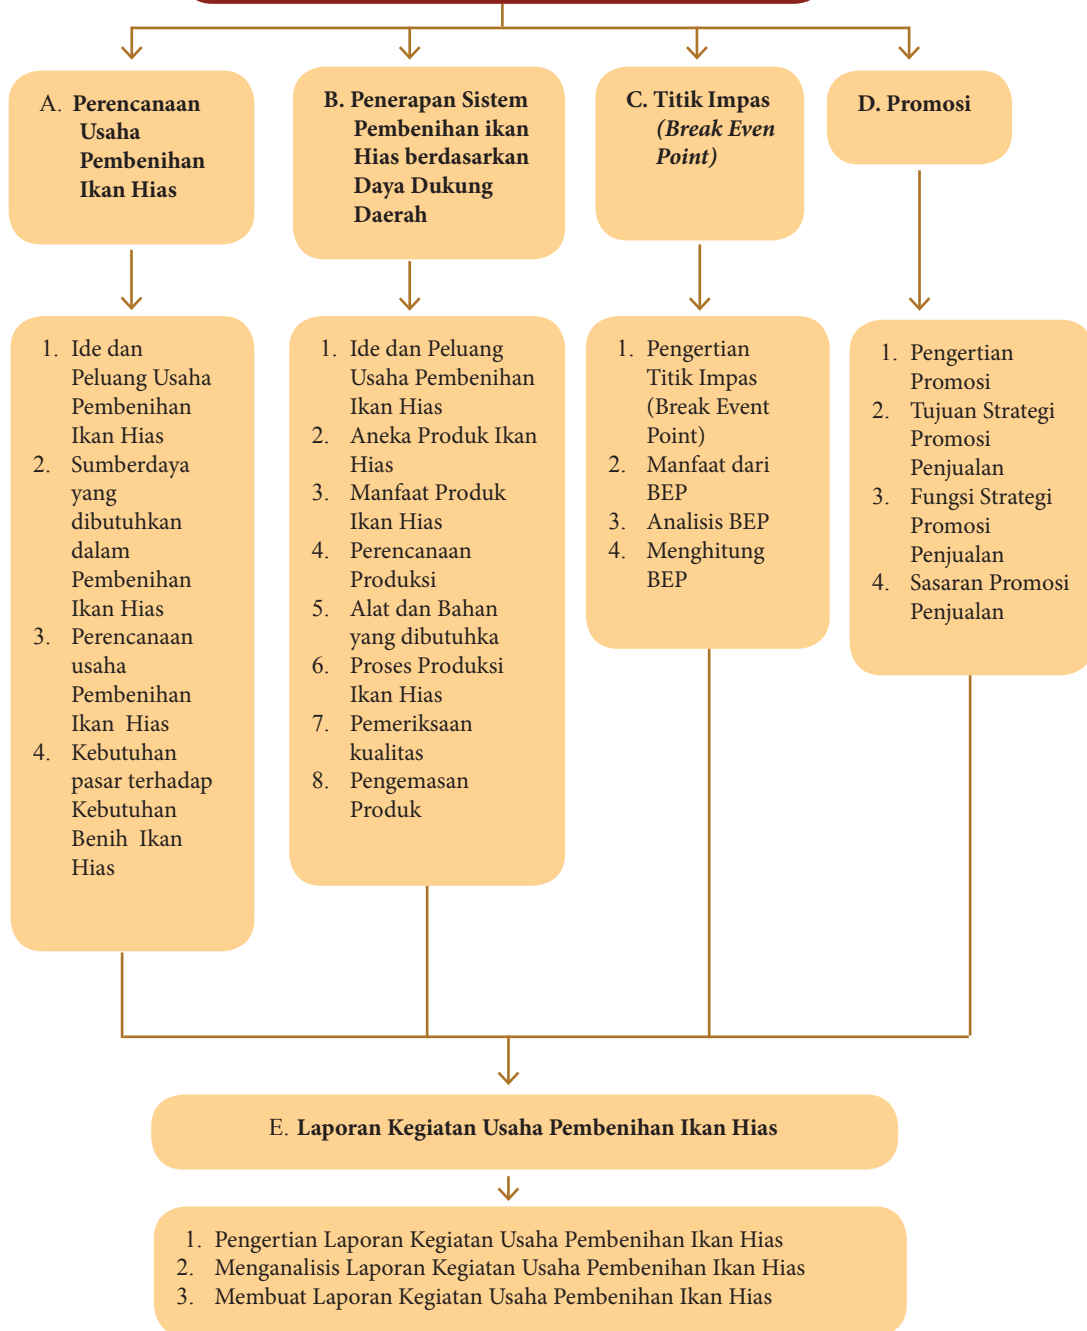 A. Perencanaan
Usaha
Pembenihan
Ikan Hias
B. Penerapan Sistem
Pembenihan ikan
Hias berdasarkan
Daya Dukung
Daerah
C. Titik Impas
(Break Even
Point)
D. Promosi
1. Ide dan
Peluang Usaha
Pembenihan
Ikan Hias
2. Sumberdaya
yang
dibutuhkan
dalam
Pembenihan
Ikan Hias
3. Perencanaan
usaha
Pembenihan
Ikan Hias
4. Kebutuhan
pasar terhadap
Kebutuhan
Benih Ikan
Hias
1. Ide dan Peluang
Usaha Pembenihan
Ikan Hias
2. Aneka Produk Ikan
Hias
3. Manfaat Produk
Ikan Hias
4. Perencanaan
Produksi
5. Alat dan Bahan
yang dibutuhka
6. Proses Produksi
Ikan Hias
7. Pemeriksaan
kualitas
8. Pengemasan
Produk
1. Pengertian
Titik Impas
(Break Event
Point)
2. Manfaat dari
BEP
3. Analisis BEP
4. Menghitung
BEP
1. Pengertian
Promosi
2. Tujuan Strategi
Promosi
Penjualan
3. Fungsi Strategi
Promosi
Penjualan
4. Sasaran Promosi
Penjualan
E. Laporan Kegiatan Usaha Pembenihan Ikan Hias
1. Pengertian Laporan Kegiatan Usaha Pembenihan Ikan Hias
2. Menganalisis Laporan Kegiatan Usaha Pembenihan Ikan Hias
3. Membuat Laporan Kegiatan Usaha Pembenihan Ikan Hias